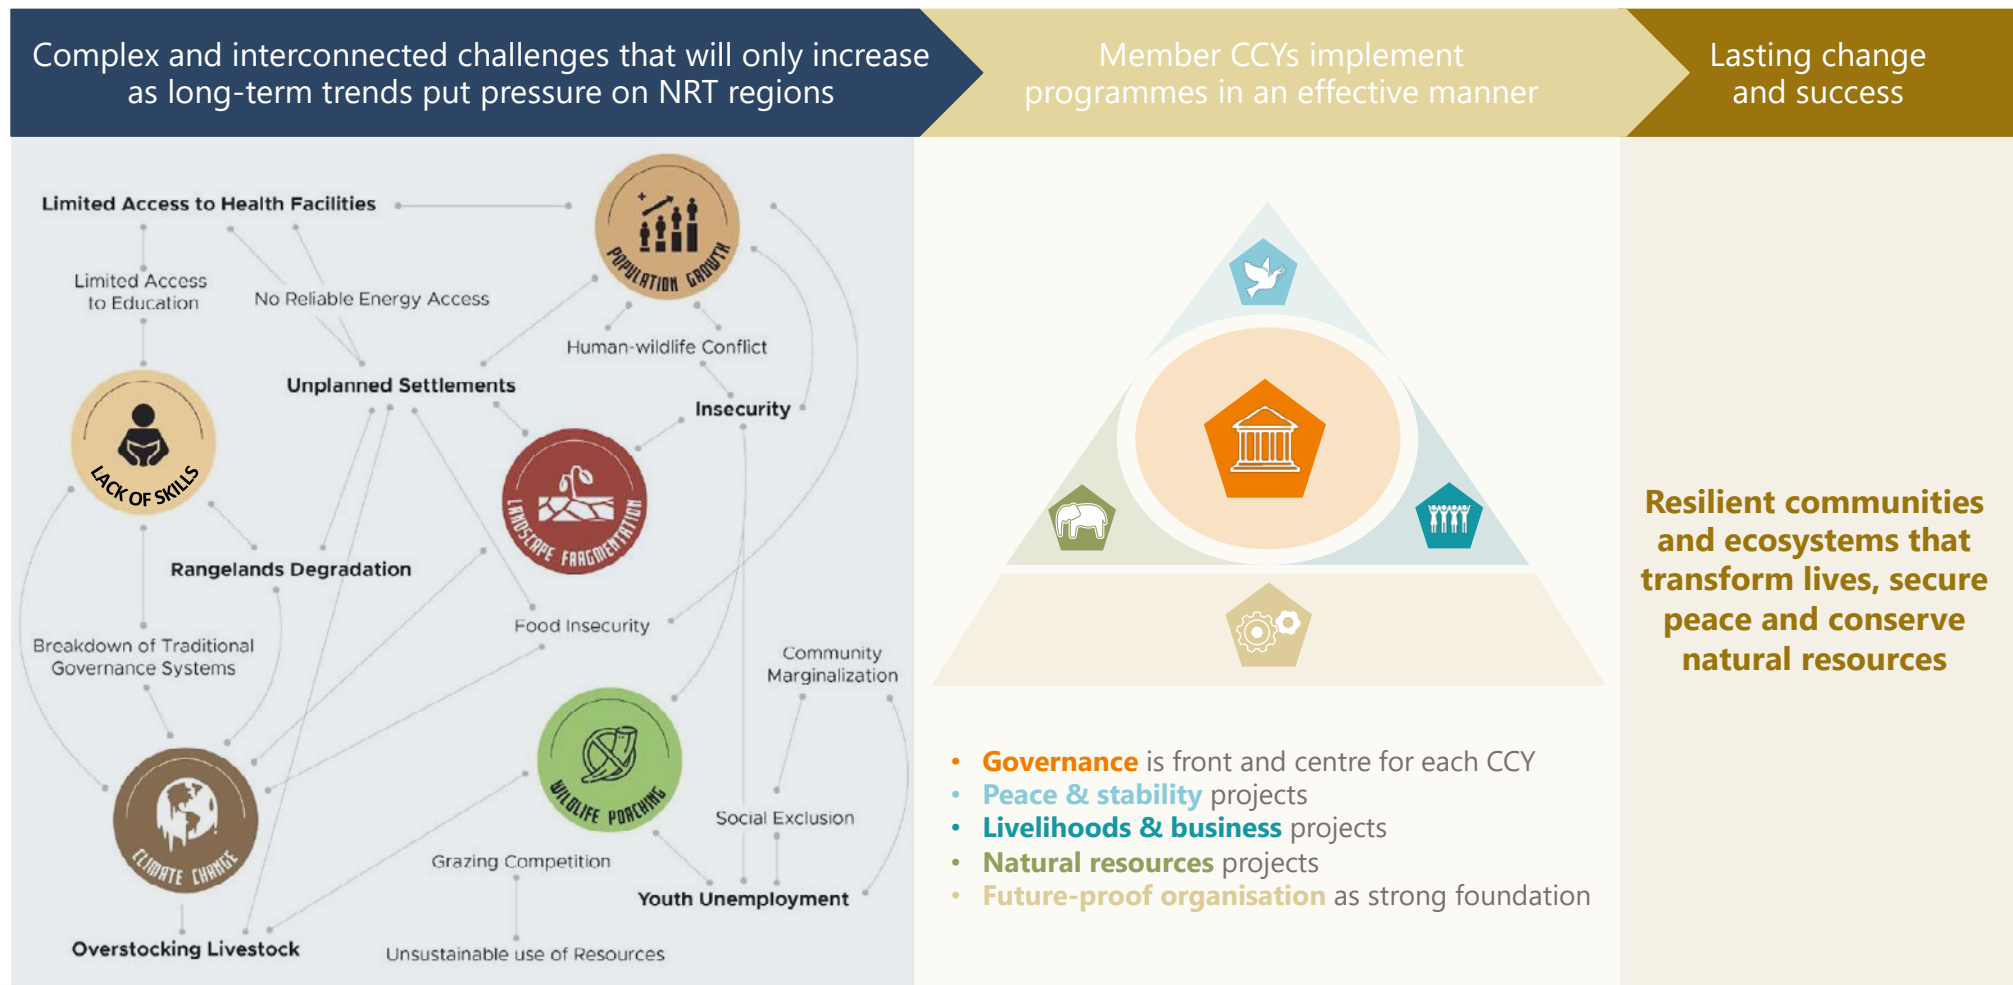 Complex and interconnected challenges that will only increase
as long-term trends put pressure on NRT regions
Member CCYs implement
programmes in an effective manner
Lasting change
and success
Limited Access to Health Facilities
POPULATION GROWTH
Limited Access
to Education
No Reliable Energy Access
Human-wildlife Conflict
Unplanned Settlements
Insecurity
LACK OF SKILLS
LANDSCAPE FRAGMENTATION
Rangelands Degradation
Food Insecurity
Breakdown of Traditional
Governance Systems
Community
Marginalization
CLIMATE CHANGE
WILDLIFE POACHING
Social Exclusion
Grazing Competition
Youth Unemployment
Overstocking Livestock
Unsustainable use of Resources
• Governance is front and centre for each CCY
• Peace & stability projects
• Livelihoods & business projects
• Natural resources projects
• Future-proof organisation as strong foundation
Resilient communities
and ecosystems that
transform lives, secure
peace and conserve
natural resources